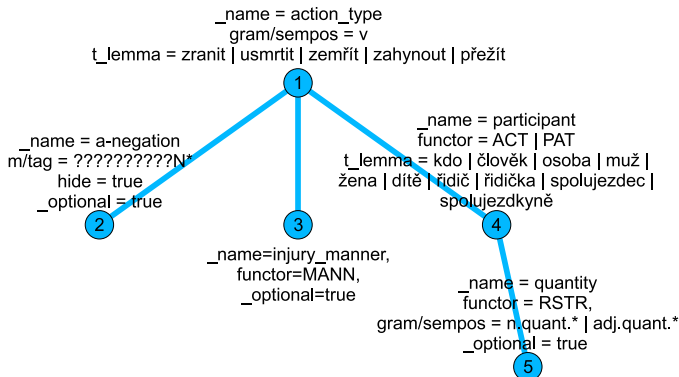 _name = action_type
gram/sempos = v
t_lemma = zranit | usmrtit | zemřít | zahynout | přežít
1
_name = a-negation
m/tag = ??????????N*
hide = true
_optional = true
2
_name=injury_manner,
functor=MANN,
_optional=true
3
_name = participant
functor = ACT | PAT
t_lemma = kdo | člověk | osoba | muž |
žena | dítě | řidič | řidička | spolujezdec |
spolujezdkyně
4
_name = quantity
functor = RSTR,
gram/sempos = n.quant.* | adj.quant.*
_optional = true
5